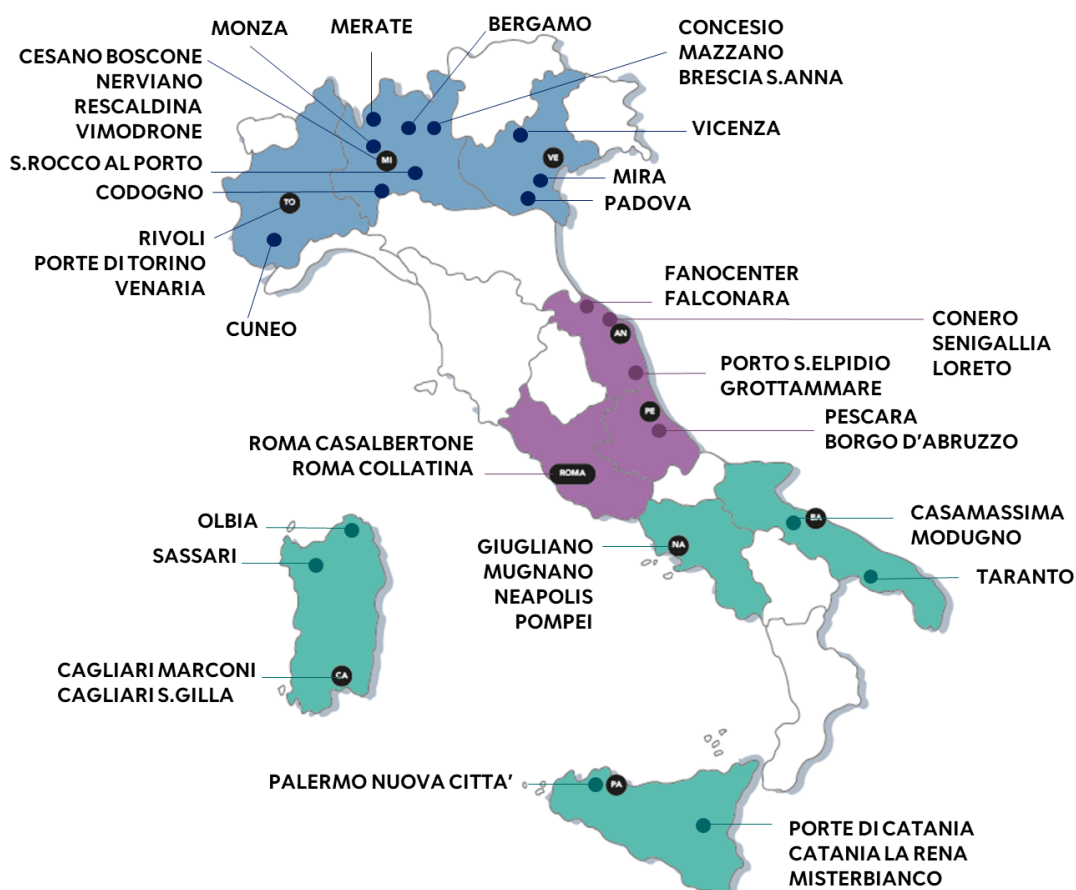 MONZA
MERATE
BERGAMO
CONCESIO
MAZZANO
BRESCIA S.ANNA
CESANO BOSCONE
NERVIANO
RESCALDINA
VIMODRONE
VICENZA
MI
VE
S.ROCCO AL PORTO
CODOGNO
MIRA
PADOVA
TO
RIVOLI
PORTE DI TORINO
VENARIA
CUNEO
FANOCENTER
FALCONARA
CONERO
SENIGALLIA
LORETO
AN
PORTO S.ELPIDIO
GROTTAMMARE
PE
PESCARA
BORGO D'ABRUZZO
ROMA CASALBERTONE
ROMA COLLATINA
ROMA
OLBIA
SASSARI
CASAMASSIMA
MODUGNO
BA
GIUGLIANO
MUGNANO
NEAPOLIS
POMPEI
NA
TARANTO
CAGLIARI MARCONI
CAGLIARI S.GILLA
CA
PALERMO NUOVA CITTA'
PA
PORTE DI CATANIA
CATANIA LA RENA
MISTERBIANCO